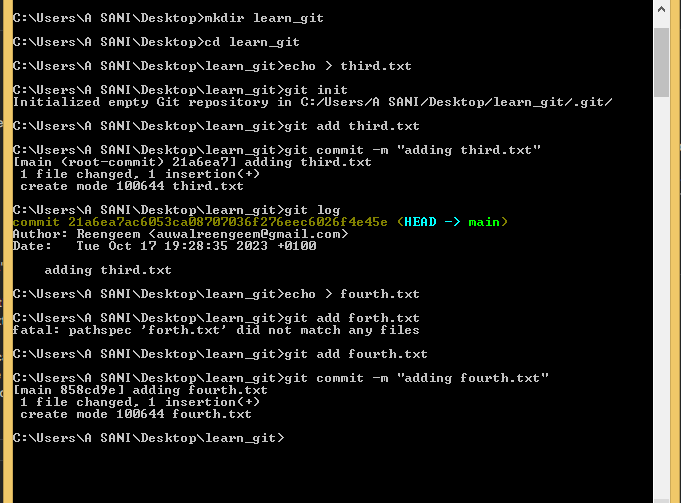 C:\Users\A SANI\Desktop>mkdir learn_git
C:\Users\A SANI\Desktop>cd learn_git
C:\Users\A SANI\Desktop\learn_git>echo > third.txt
C:\Users\A SANI\Desktop\learn_git>git init
Initialized empty Git repository in C:/Users/A SANI/Desktop/learn_git/.git/
C:\Users\A SANI\Desktop\learn_git>git add third.txt
C:\Users\A SANI\Desktop\learn_git>git commit -m "adding third.txt"
[main (root-commit) 21a6ea7] adding third.txt
 1 file changed, 1 insertion(+)
 create mode 100644 third.txt
C:\Users\A SANI\Desktop\learn_git>git log
commit 21a6ea7ac6053ca08707036f276eec6026f4e45e (HEAD -> main)
Author: Reengeem <auwalreengeem@gmail.com>
Date:   Tue Oct 17 19:28:35 2023 +0100
    adding third.txt
C:\Users\A SANI\Desktop\learn_git>echo > fourth.txt
C:\Users\A SANI\Desktop\learn_git>git add forth.txt
fatal: pathspec 'forth.txt' did not match any files
C:\Users\A SANI\Desktop\learn_git>git add fourth.txt
C:\Users\A SANI\Desktop\learn_git>git commit -m "adding fourth.txt"
[main 858cd9e] adding fourth.txt
 1 file changed, 1 insertion(+)
 create mode 100644 fourth.txt
C:\Users\A SANI\Desktop\learn_git>